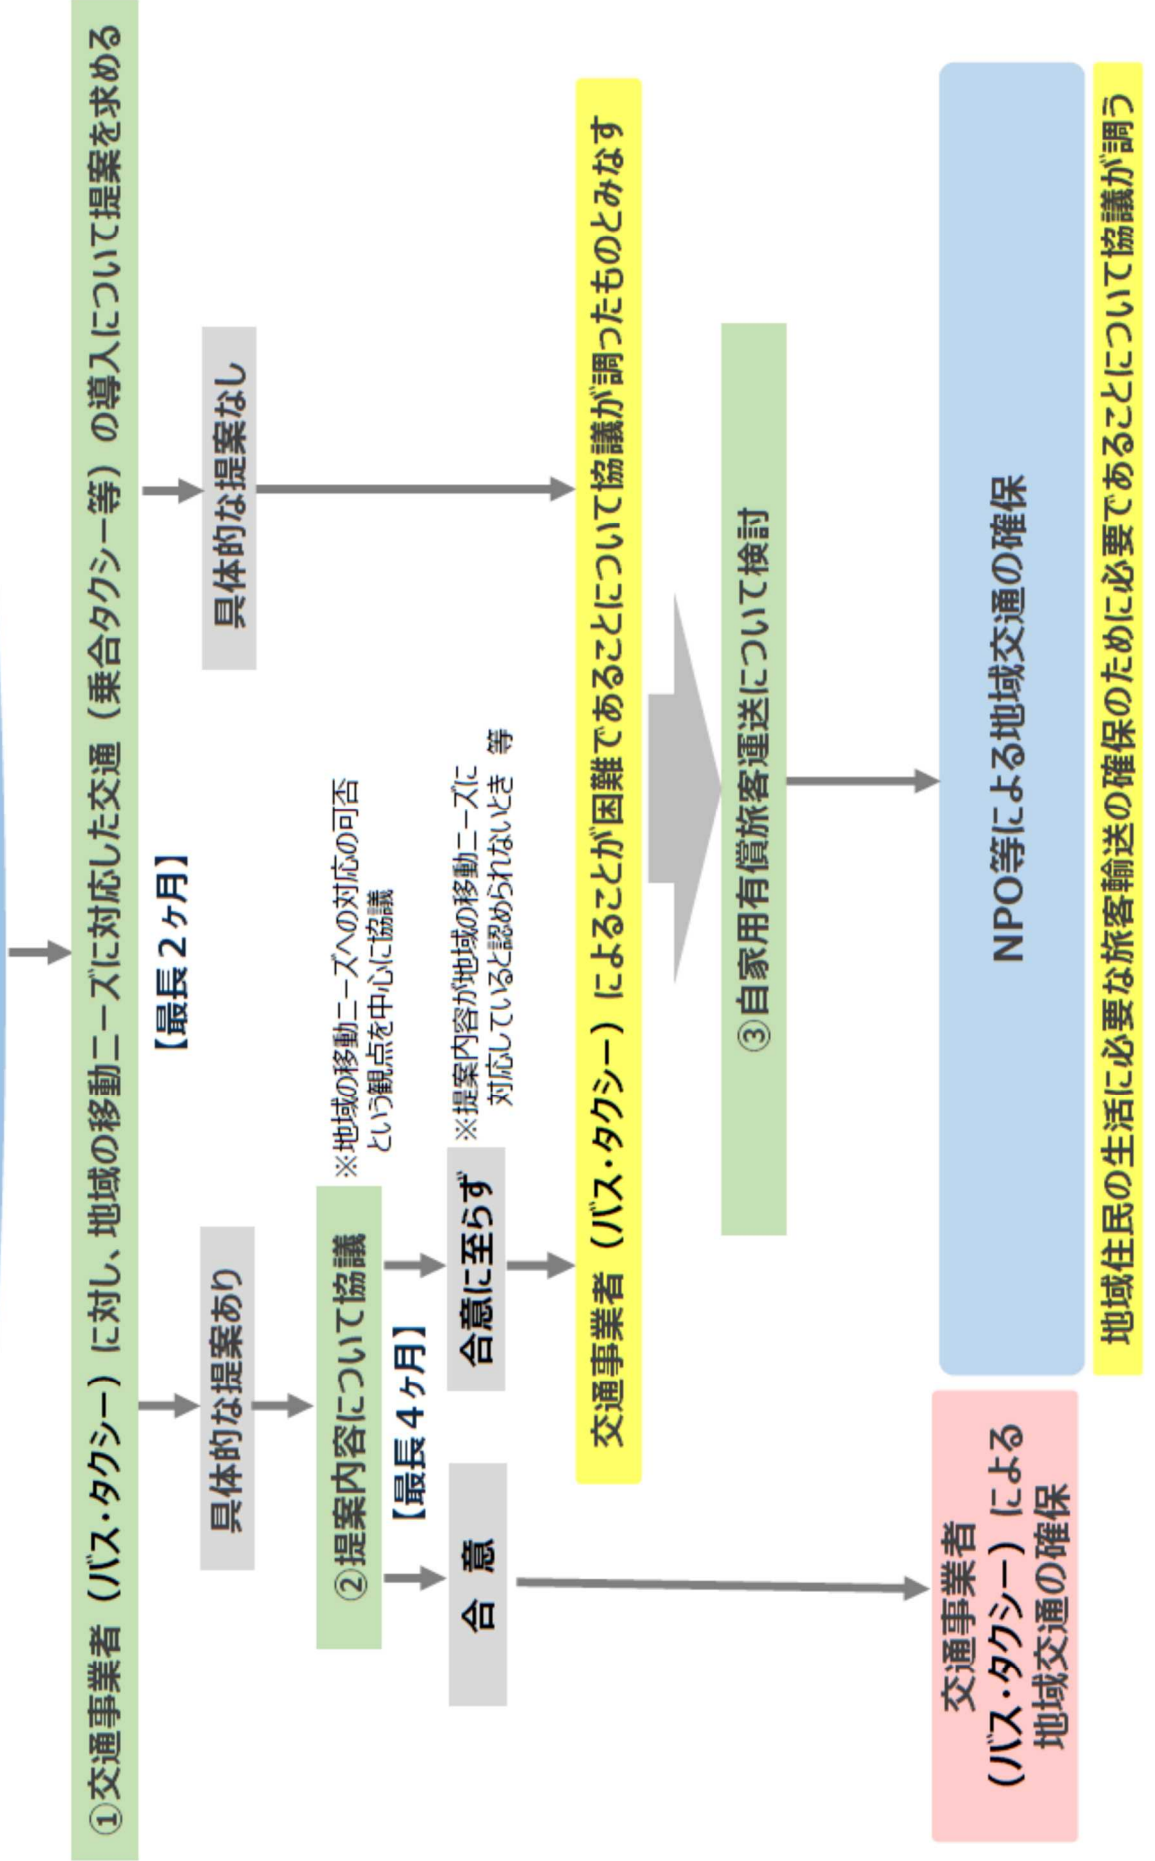 ①交通事業者（バス・タクシー）に対し、地域の移動ニーズに対応した交通（乗合タクシー等）の導入について提案を求める
【最長２ヶ月】
具体的な提案あり
具体的な提案なし
②提案内容について協議
※地域の移動ニーズへの対応の可否
という観点を中心に協議
【最長４ヶ月】
合　意
合意に至らず
※提案内容が地域の移動ニーズに
対応していると認められないとき　等
交通事業者（バス・タクシー）によることが困難であることについて協議が調ったものとみなす
③自家用有償旅客運送について検討
交通事業者
（バス・タクシー）による
地域交通の確保
NPO等による地域交通の確保
地域住民の生活に必要な旅客輸送の確保のために必要であることについて協議が調う